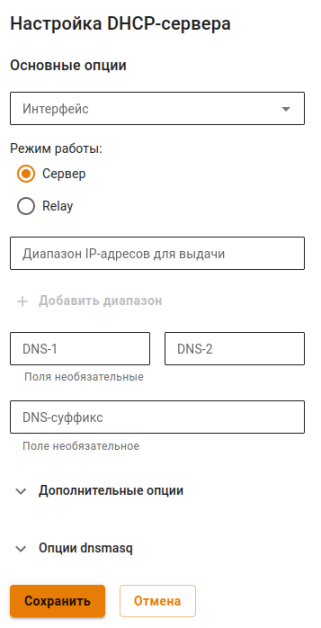 Настройка DHCP-сервера
Основные опции
Интерфейс
Режим работы:
Сервер
Relay
Диапазон IP-адресов для выдачи
+ Добавить диапазон
DNS-1 DNS-2
Поля необязательные
DNS-суффикс
Поле необязательное
Дополнительные опции
Опции dnsmasq
Сохранить Отмена